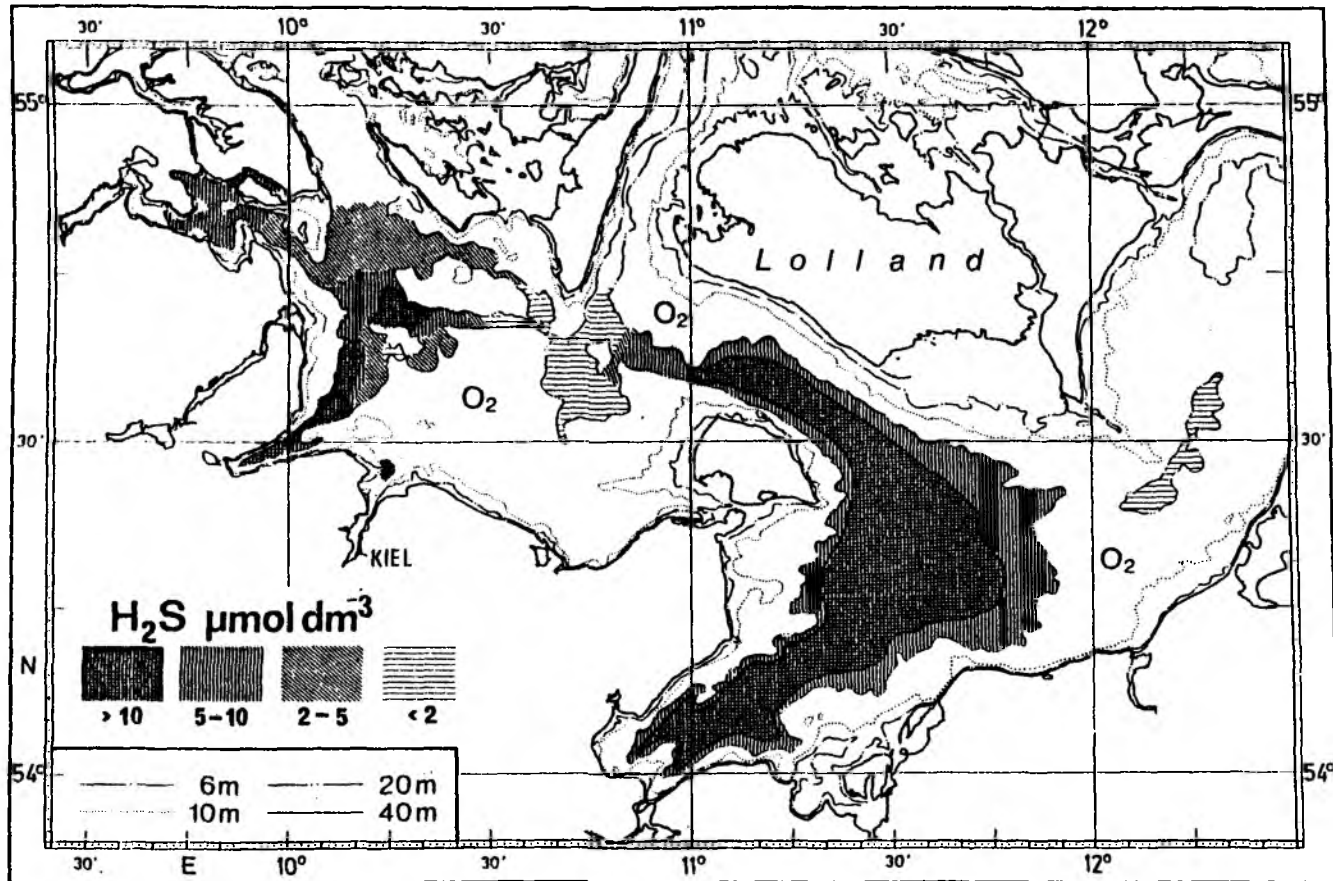 30' 10° 30' 11° 30' 12°
55° 55°
Lolland
O₂
O₂
30' 30'
O₂
KIEL
H₂S µmol dm⁻³
N
> 10 5-10 2-5 < 2
6m 20m
10m 40m
54° 54°
30' E 10° 30' 11° 30' 12°